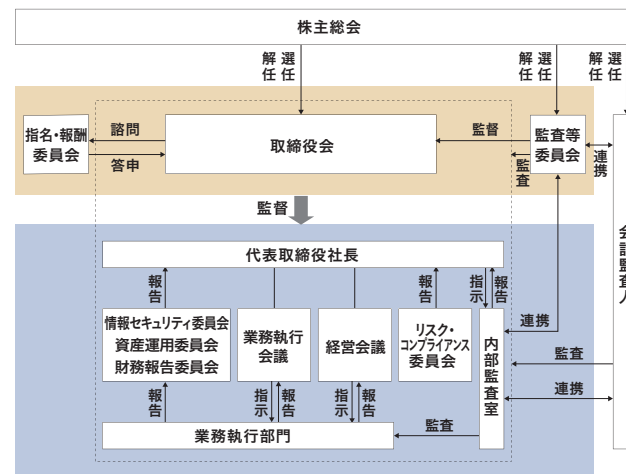 株主総会
解任
選任
解任
選任
解任
選任
指名・報酬
委員会
諮問
答申
取締役会
監督
監査
監査等
委員会
連携
監督
会計監査人
代表取締役社長
報告
報告
指示
報告
情報セキュリティ委員会
資産運用委員会
財務報告委員会
業務執行
会議
経営会議
リスク・
コンプライアンス
委員会
内部監査室
連携
監査
連携
報告
指示
報告
指示
報告
業務執行部門
監査